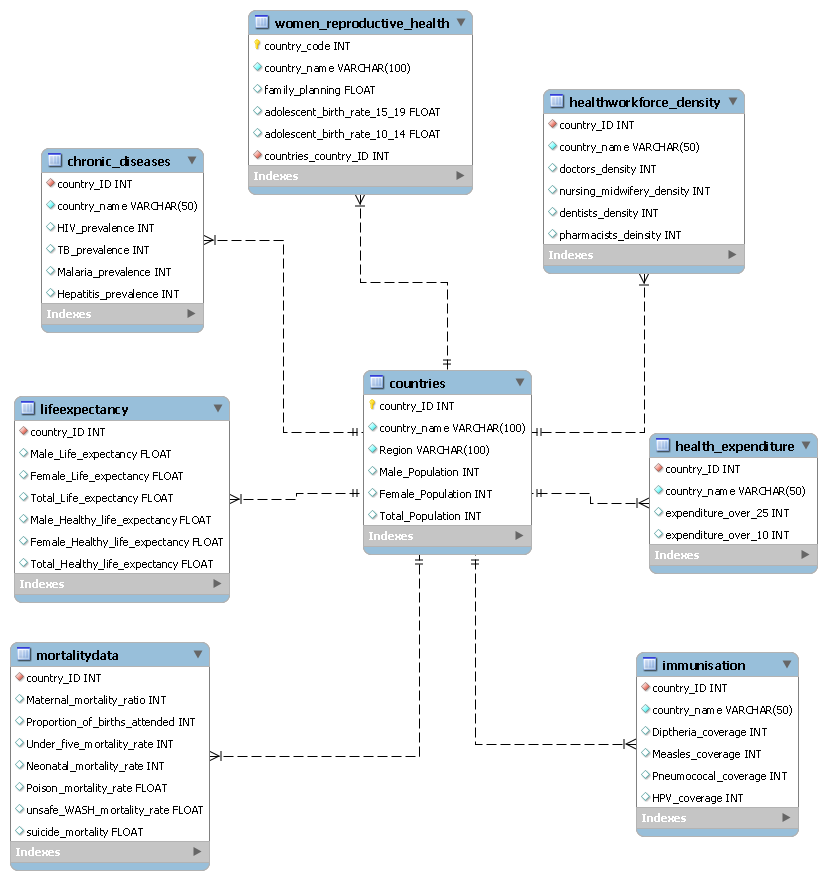 women_reproductive_health
country_code INT
country_name VARCHAR(100)
family_planning FLOAT
adolescent_birth_rate_15_19 FLOAT
adolescent_birth_rate_10_14 FLOAT
countries_country_ID INT
Indexes
healthworkforce_density
country_ID INT
country_name VARCHAR(50)
doctors_density INT
nursing_midwifery_density INT
dentists_density INT
pharmacists_deinsity INT
Indexes
chronic_diseases
country_ID INT
country_name VARCHAR(50)
HIV_prevalence INT
TB_prevalence INT
Malaria_prevalence INT
Hepatitis_prevalence INT
Indexes
countries
country_ID INT
country_name VARCHAR(100)
Region VARCHAR(100)
Male_Population INT
Female_Population INT
Total_Population INT
Indexes
lifeexpectancy
country_ID INT
Male_Life_expectancy FLOAT
Female_Life_expectancy FLOAT
Total_Life_expectancy FLOAT
Male_Healthy_life_expectancy FLOAT
Female_Healthy_life_expectancy FLOAT
Total_Healthy_life_expectancy FLOAT
Indexes
health_expenditure
country_ID INT
country_name VARCHAR(50)
expenditure_over_25 INT
expenditure_over_10 INT
Indexes
mortalitydata
country_ID INT
Maternal_mortality_ratio INT
Proportion_of_births_attended INT
Under_five_mortality_rate INT
Neonatal_mortality_rate INT
Poison_mortality_rate FLOAT
unsafe_WASH_mortality_rate FLOAT
suicide_mortality FLOAT
Indexes
immunisation
country_ID INT
country_name VARCHAR(50)
Diptheria_coverage INT
Measles_coverage INT
Pneumococal_coverage INT
HPV_coverage INT
Indexes